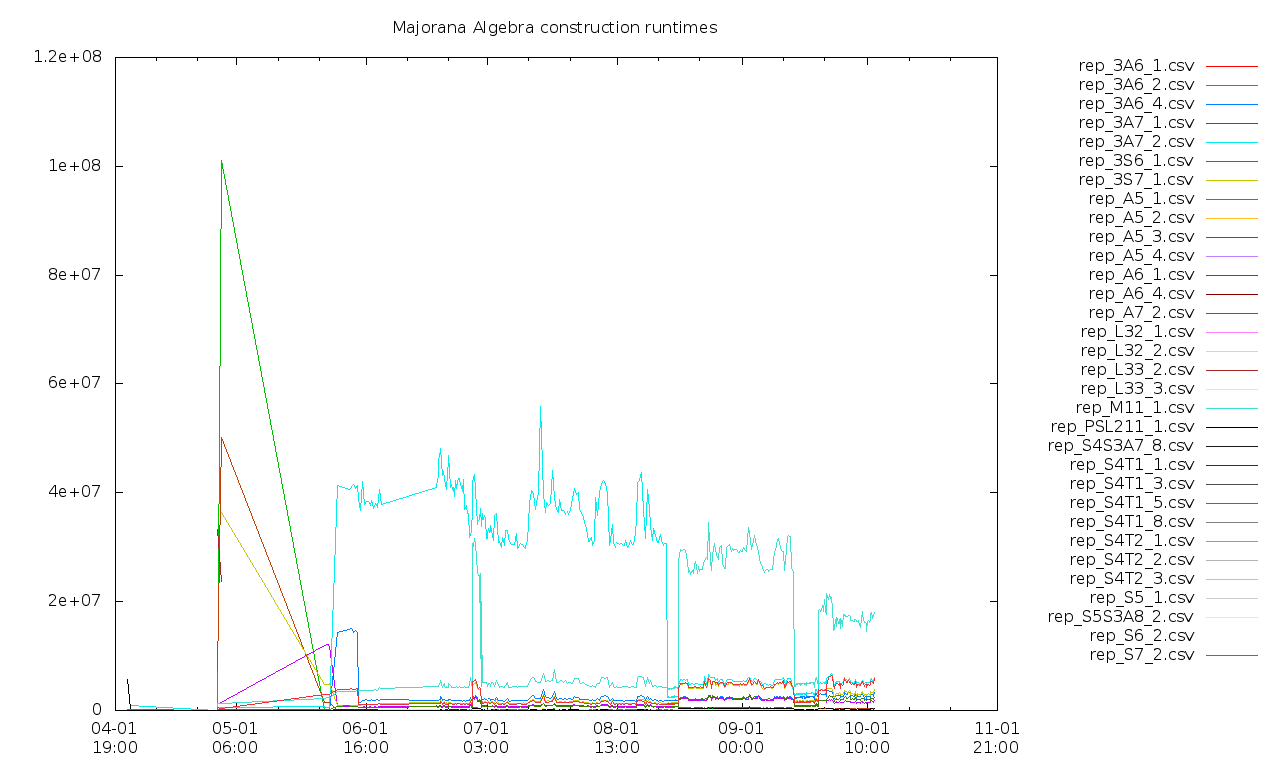 Majorana Algebra construction runtimes
1.2e+08
1e+08
8e+07
6e+07
4e+07
2e+07
0
04-01 05-01 06-01 07-01 08-01 09-01 10-01 11-01
19:00 06:00 16:00 03:00 13:00 00:00 10:00 21:00
rep_3A6_1.csv
rep_3A6_2.csv
rep_3A6_4.csv
rep_3A7_1.csv
rep_3A7_2.csv
rep_3S6_1.csv
rep_3S7_1.csv
rep_A5_1.csv
rep_A5_2.csv
rep_A5_3.csv
rep_A5_4.csv
rep_A6_1.csv
rep_A6_4.csv
rep_A7_2.csv
rep_L32_1.csv
rep_L32_2.csv
rep_L33_2.csv
rep_L33_3.csv
rep_M11_1.csv
rep_PSL211_1.csv
rep_S4S3A7_8.csv
rep_S4T1_1.csv
rep_S4T1_3.csv
rep_S4T1_5.csv
rep_S4T1_8.csv
rep_S4T2_1.csv
rep_S4T2_2.csv
rep_S4T2_3.csv
rep_S5_1.csv
rep_S5S3A8_2.csv
rep_S6_2.csv
rep_S7_2.csv